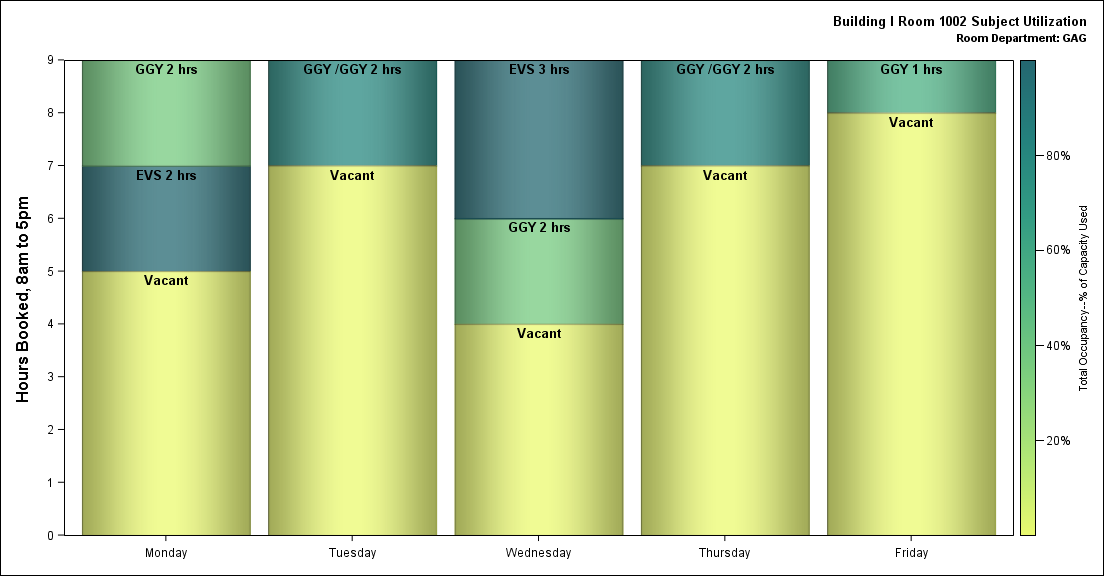 Building I Room 1002 Subject Utilization
Room Department: GAG
Hours Booked, 8am to 5pm
9
8
7
6
5
4
3
2
1
0
GGY 2 hrs
EVS 2 hrs
Vacant
GGY /GGY 2 hrs
Vacant
EVS 3 hrs
GGY 2 hrs
Vacant
GGY /GGY 2 hrs
Vacant
GGY 1 hrs
Vacant
Monday
Tuesday
Wednesday
Thursday
Friday
80%
60%
40%
20%
Total Occupancy--% of Capacity Used